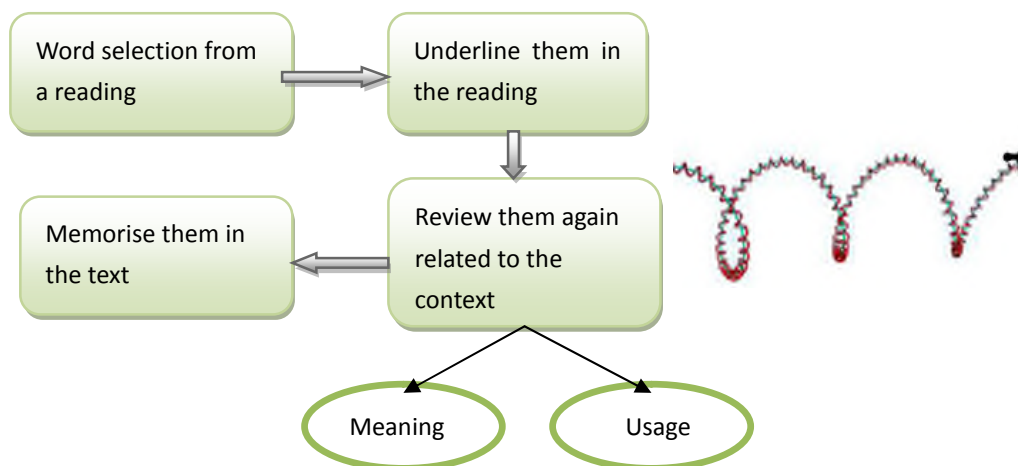 Word selection from
a reading
Underline them in
the reading
Review them again
related to the
context
Memorise them in
the text
Meaning
Usage